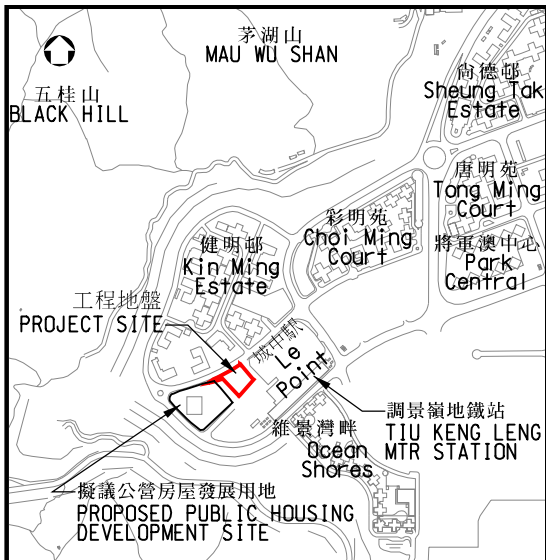 茅湖山
MAU WU SHAN
五桂山
BLACK HILL
尚德邨
Sheung Tak
Estate
唐明苑
Tong Ming
Court
彩明苑
Choi Ming
Court
將軍澳中心
Park
Central
健明邨
Kin Ming
Estate
工程地盤
PROJECT SITE
城中駅
Le
Point
調景嶺地鐵站
TIU KENG LENG
MTR STATION
維景灣畔
Ocean
Shores
擬議公營房屋發展用地
PROPOSED PUBLIC HOUSING
DEVELOPMENT SITE